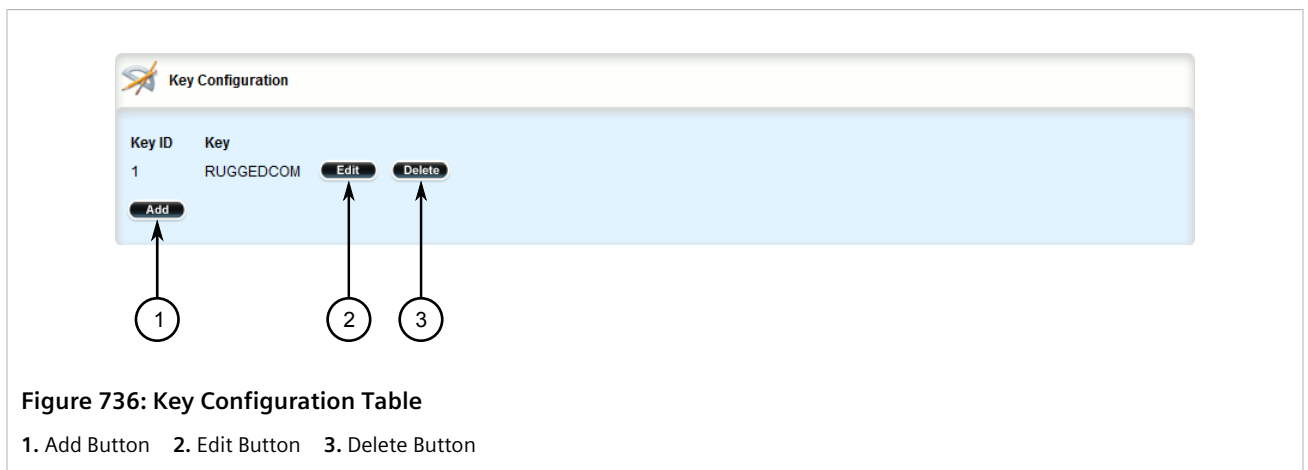 Key Configuration
Key ID Key
1 RUGGEDCOM Edit Delete
Add
1 2 3
Figure 736: Key Configuration Table
1. Add Button 2. Edit Button 3. Delete Button